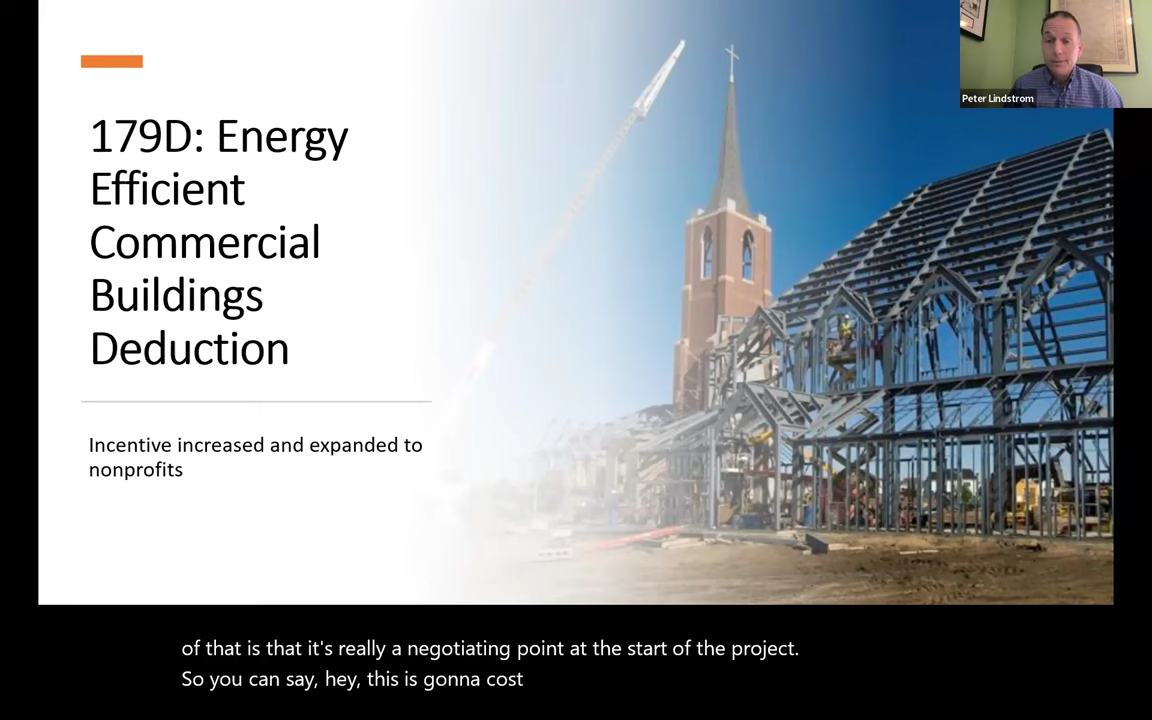 Peter Lindstrom
179D: Energy
Efficient
Commercial
Buildings
Deduction
Incentive increased and expanded to
nonprofits
of that is that it's really a negotiating point at the start of the project.
So you can say, hey, this is gonna cost